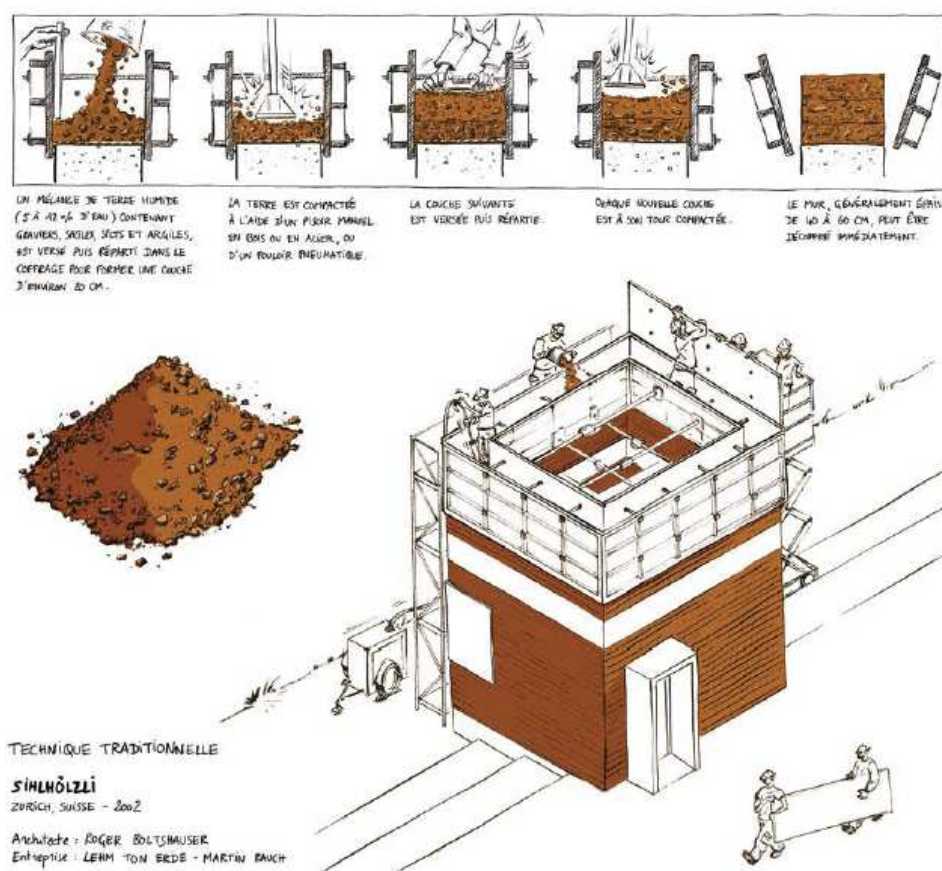 UN MÉLANGE DE TERRE HUMIDE
(5 À 12 % D'EAU) CONTENANT
GRAVIERS, SABLES, SILTS ET ARGILES,
EST VERSÉ PUIS RÉPARTI DANS LE
COFFRAGE POUR FORMER UNE COUCHE
D'ENVIRON 20 CM.
LA TERRE EST COMPACTÉE
À L'AIDE D'UN PISOIR MANUEL
EN BOIS OU EN ACIER, OU
D'UN FOULOIR PNEUMATIQUE.
LA COUCHE SUIVANTE
EST VERSÉE PUIS RÉPARTIE.
CHAQUE NOUVELLE COUCHE
EST À SON TOUR COMPACTÉE.
LE MUR, GÉNÉRALEMENT ÉPAIS
DE 40 À 60 CM, PEUT ÊTRE
DÉCOFFRÉ IMMÉDIATEMENT.
TECHNIQUE TRADITIONNELLE
SIHLHÖLZLI
ZURICH, SUISSE - 2002
Architecte : ROGER BOLTSHAUSER
Entreprise : LEHM TON ERDE - MARTIN RAUCH